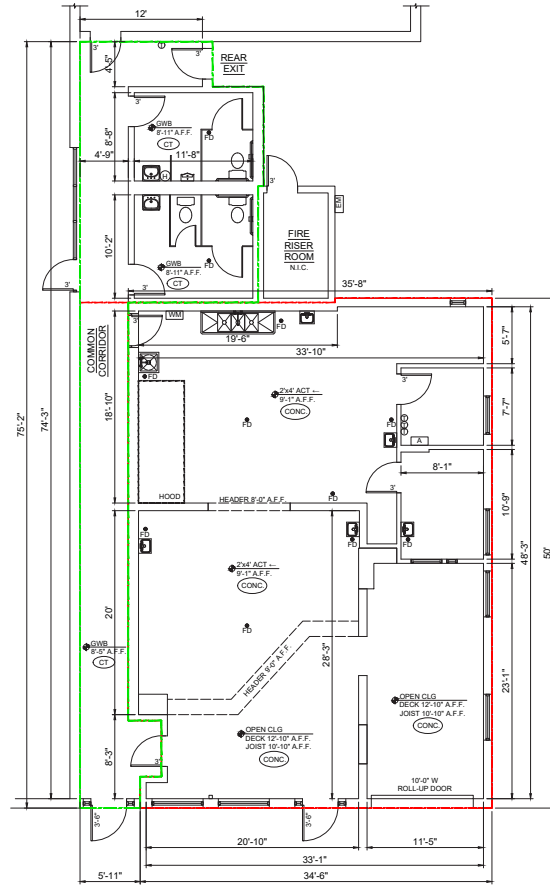 12'
3'
4'-5"
3'
REAR
EXIT
3'
8'-8"
GWB
8'-11" A.F.F.
CT
FD
4'-9"
11'-8"
H
3'
EM
10'-2"
FIRE
RISER
ROOM
N.I.C.
GWB
8'-11" A.F.F.
CT
FD
3'
3'
35'-8"
3'
WM
FD
19'-6"
33'-10"
5'-7"
COMMON
CORRIDOR
18'-10"
FD
2'x4' ACT
9'-1" A.F.F.
CONC.
3'
7'-7"
FD
FD
A
8'-1"
75'-2"
74'-3"
HOOD
HEADER 8'-0" A.F.F.
FD
3'
10'-9"
48'-3"
50'
FD
FD
FD
2'x4' ACT
9'-1" A.F.F.
CONC.
20'
FD
28'-3"
HEADER 9'-0" A.F.F.
23'-1"
GWB
8'-5" A.F.F.
CT
OPEN CLG
DECK 12'-10" A.F.F.
JOIST 10'-10" A.F.F.
CONC.
8'-3"
3'
OPEN CLG
DECK 12'-10" A.F.F.
JOIST 10'-10" A.F.F.
CONC.
10'-0" W
ROLL-UP DOOR
3'-6"
3'-6"
20'-10"
11'-5"
33'-1"
5'-11"
34'-6"